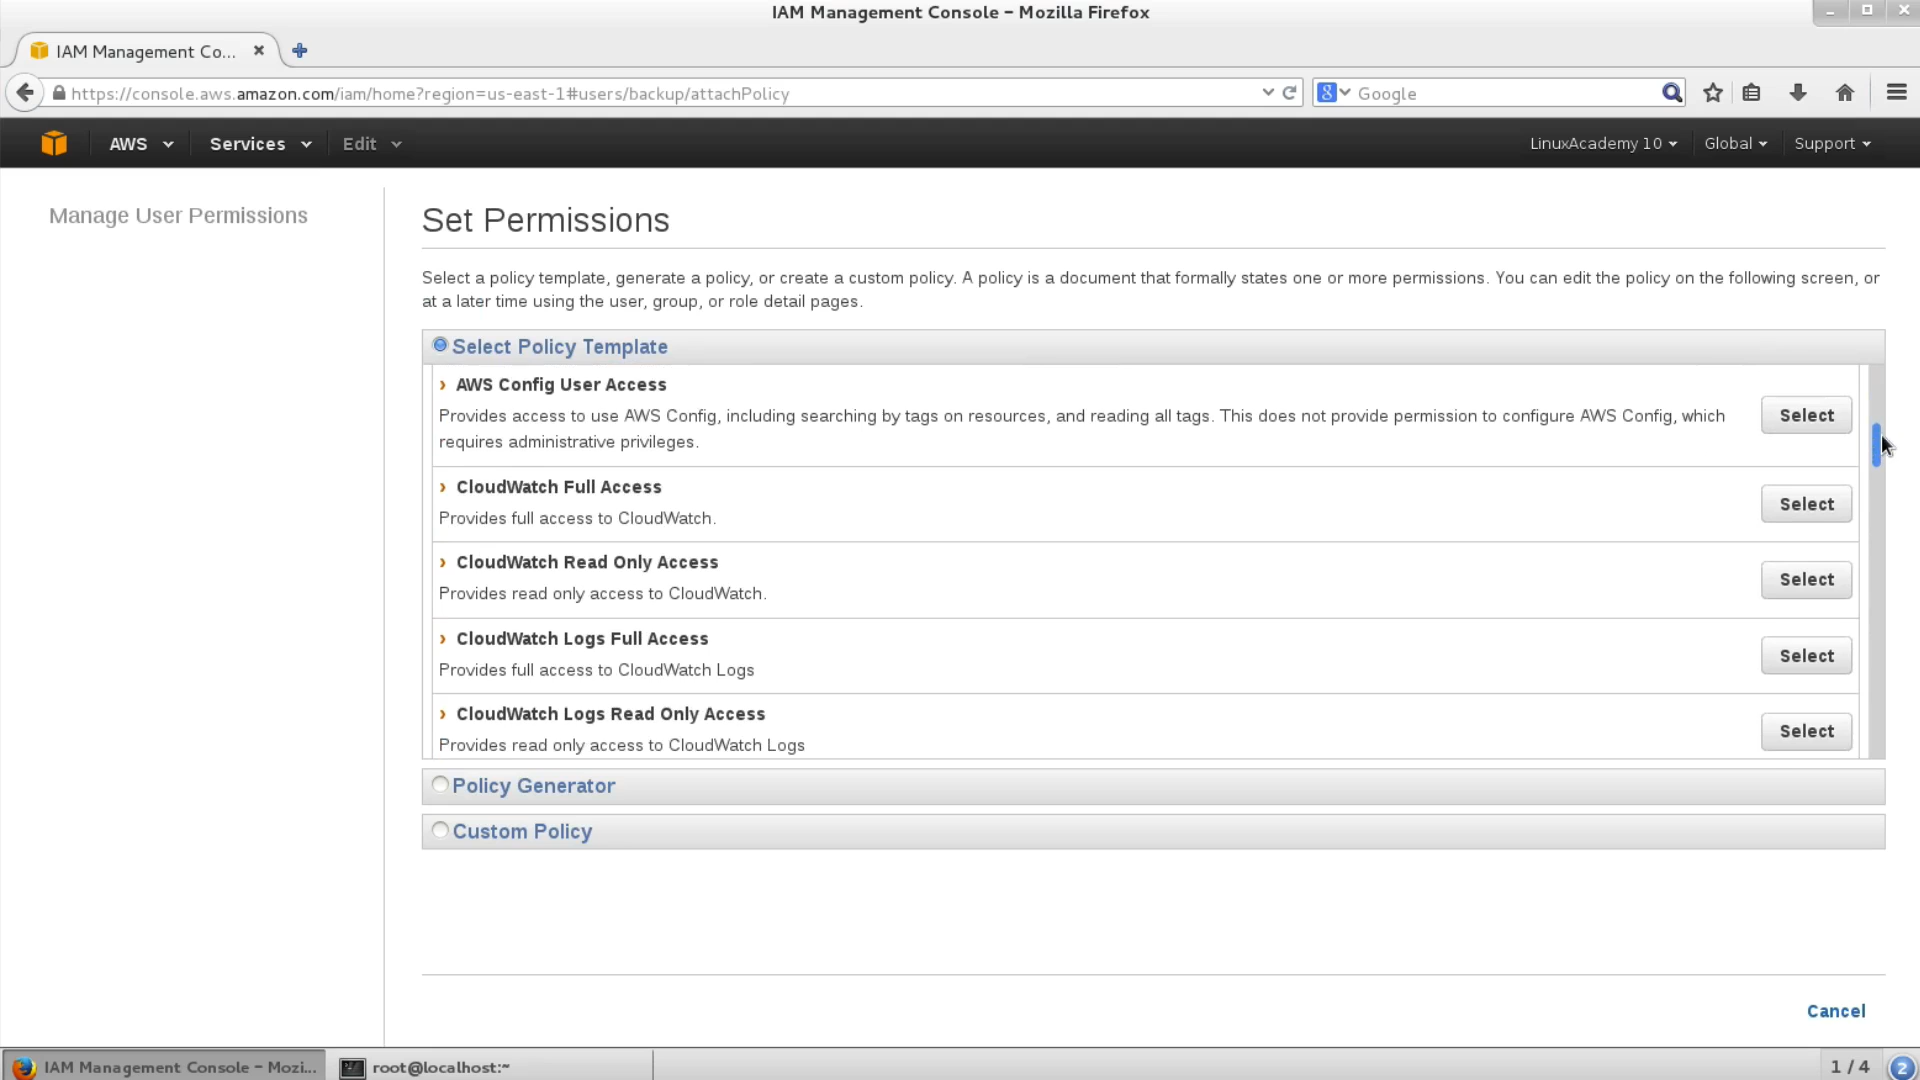 IAM Management Console – Mozilla Firefox
IAM Management Co...
https://console.aws.amazon.com/iam/home?region=us-east-1#users/backup/attachPolicy
8
Google
AWS
Services
Edit
LinuxAcademy 10
Global
Support
Manage User Permissions
Set Permissions
Select a policy template, generate a policy, or create a custom policy. A policy is a document that formally states one or more permissions. You can edit the policy on the following screen, or
at a later time using the user, group, or role detail pages.
Select Policy Template
AWS Config User Access
Provides access to use AWS Config, including searching by tags on resources, and reading all tags. This does not provide permission to configure AWS Config, which
requires administrative privileges.
Select
CloudWatch Full Access
Provides full access to CloudWatch.
Select
CloudWatch Read Only Access
Provides read only access to CloudWatch.
Select
CloudWatch Logs Full Access
Provides full access to CloudWatch Logs
Select
CloudWatch Logs Read Only Access
Provides read only access to CloudWatch Logs
Select
Policy Generator
Custom Policy
Cancel
IAM Management Console – Mozi...
root@localhost:~
1 / 4
2